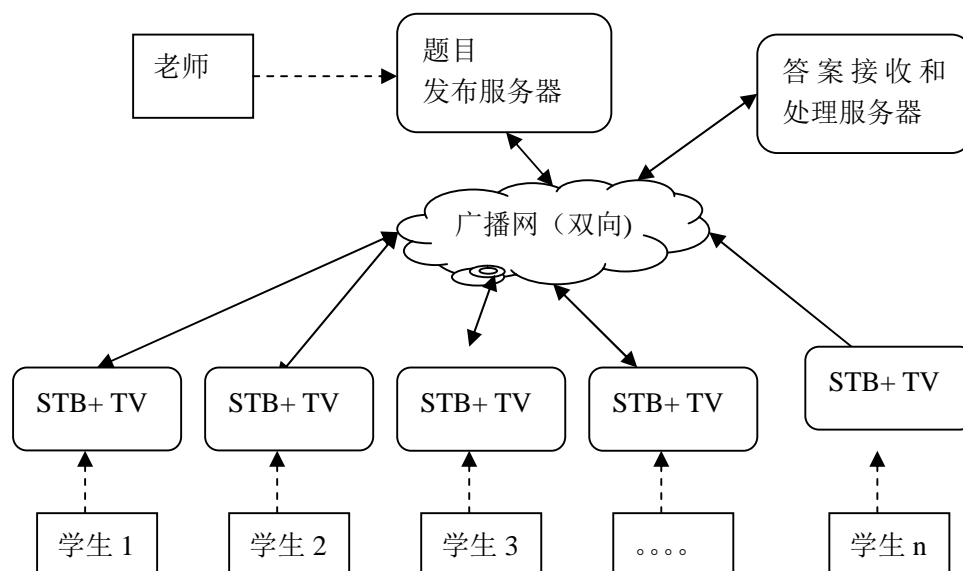 老师
题目
发布服务器
答案接收和
处理服务器
广播网（双向)
STB+ TV
STB+ TV
STB+ TV
STB+ TV
STB+ TV
学生 1
学生 2
学生 3
。。。。
学生 n